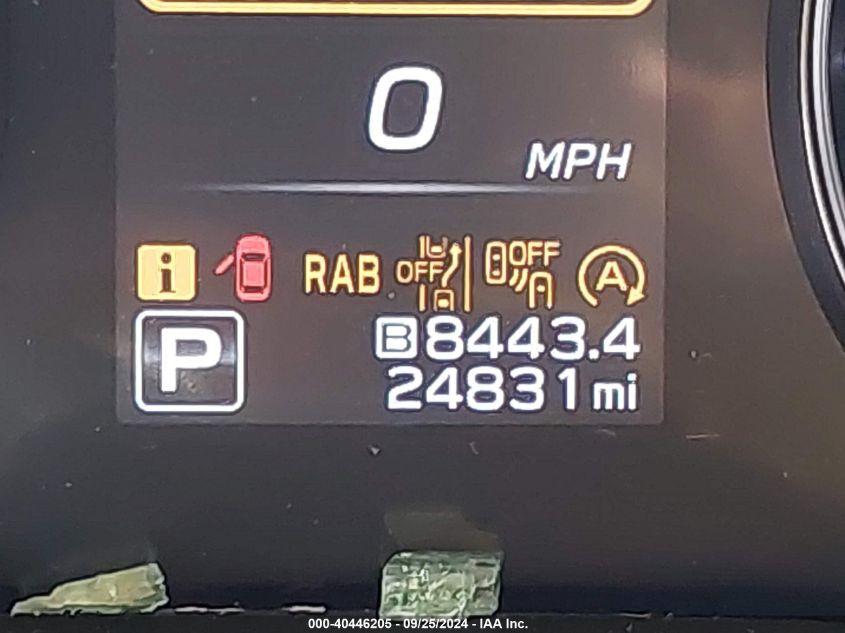 0
MPH
i RAB OFF OFF A
P B 8443.4
24831 mi
000-40446205 - 09/25/2024 - IAA Inc.